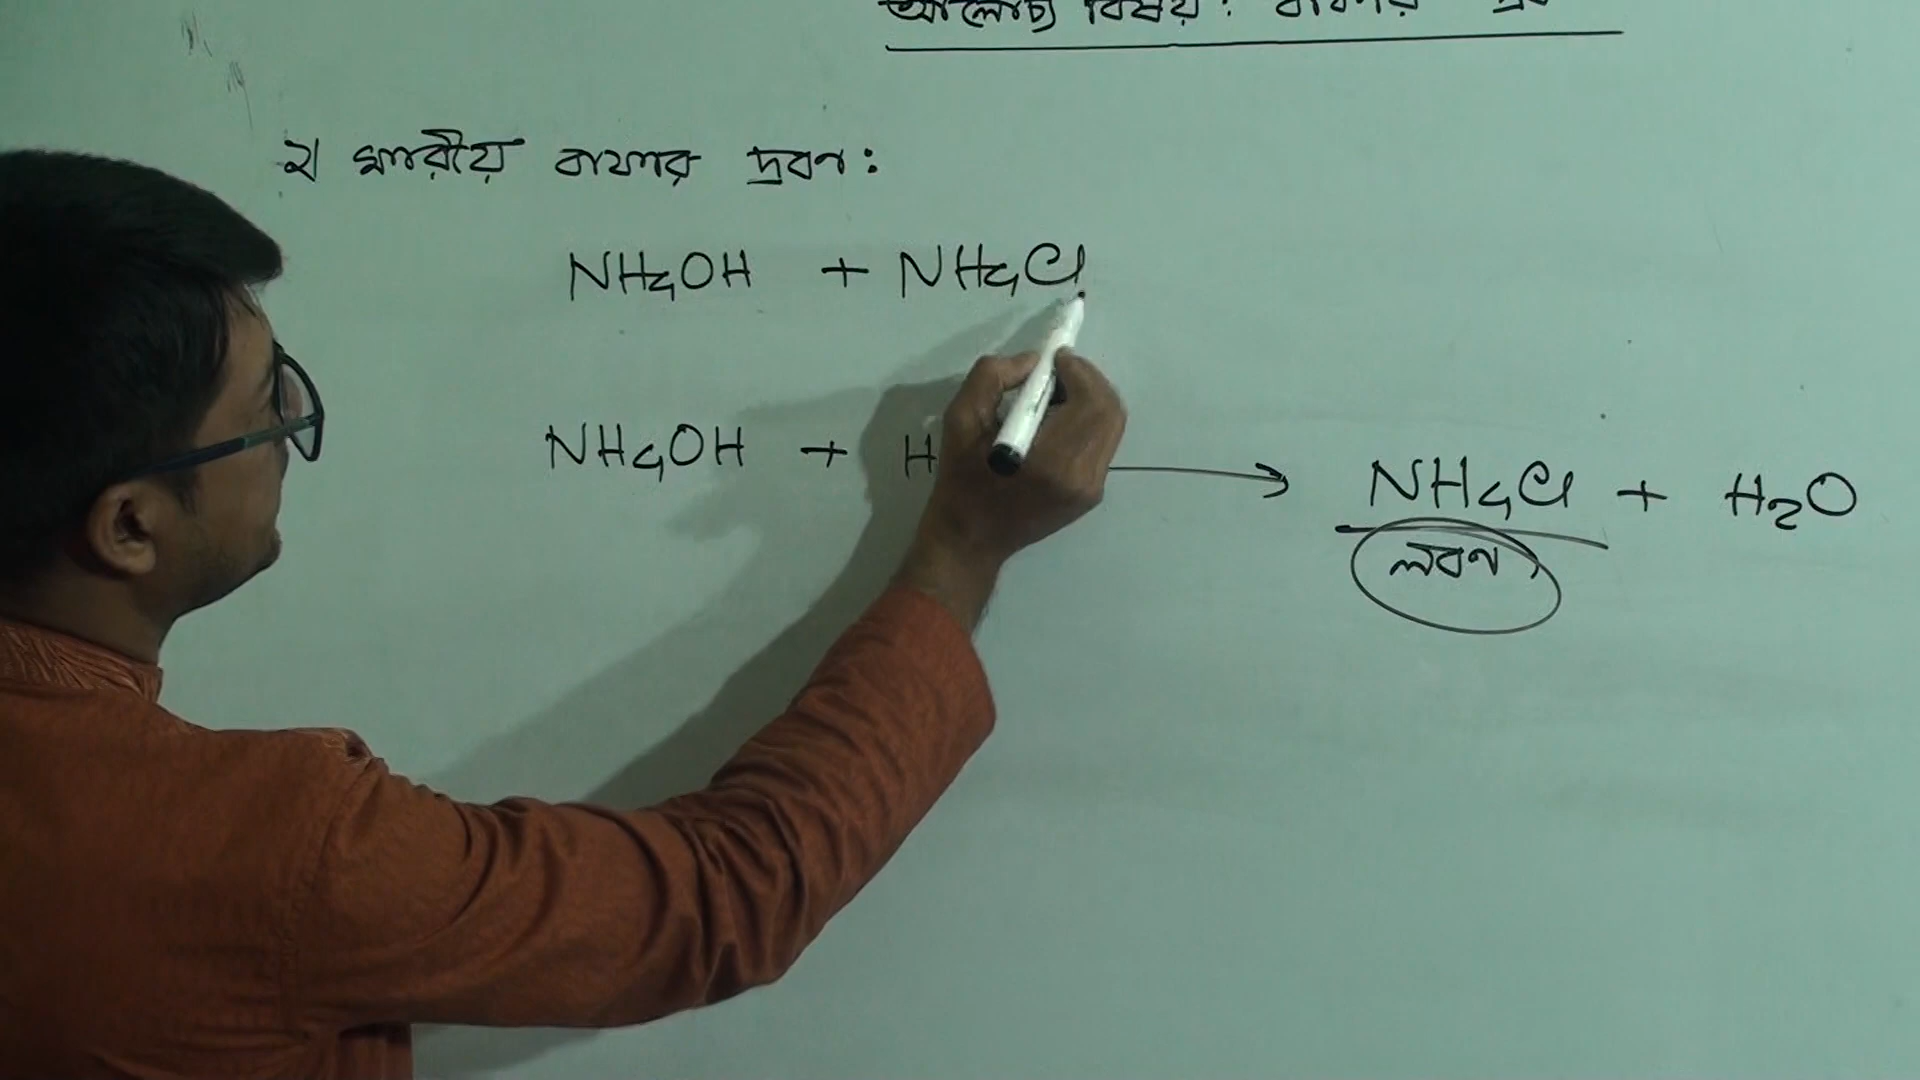 আলোচ্য বিষয়: বাফার
২। ক্ষারীয় বাফার দ্রবণ:
NH₄OH + NH₄Cl
NH₄OH + H → NH₄Cl + H₂O
লবণ